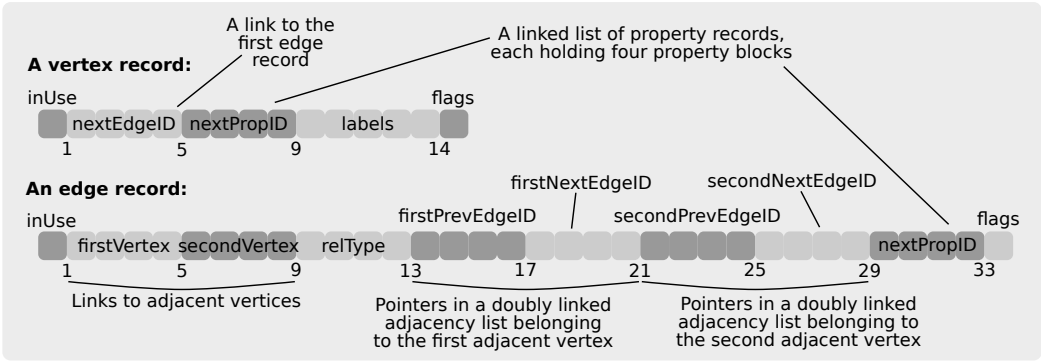 A link to the
first edge
record
A linked list of property records,
each holding four property blocks
A vertex record:
inUse
flags
nextEdgeID nextPropID labels
1 5 9 14
An edge record:
firstNextEdgeID
secondNextEdgeID
inUse
firstPrevEdgeID
secondPrevEdgeID
flags
firstVertex secondVertex relType nextPropID
1 5 9 13 17 21 25 29 33
Links to adjacent vertices
Pointers in a doubly linked
adjacency list belonging
to the first adjacent vertex
Pointers in a doubly linked
adjacency list belonging to
the second adjacent vertex